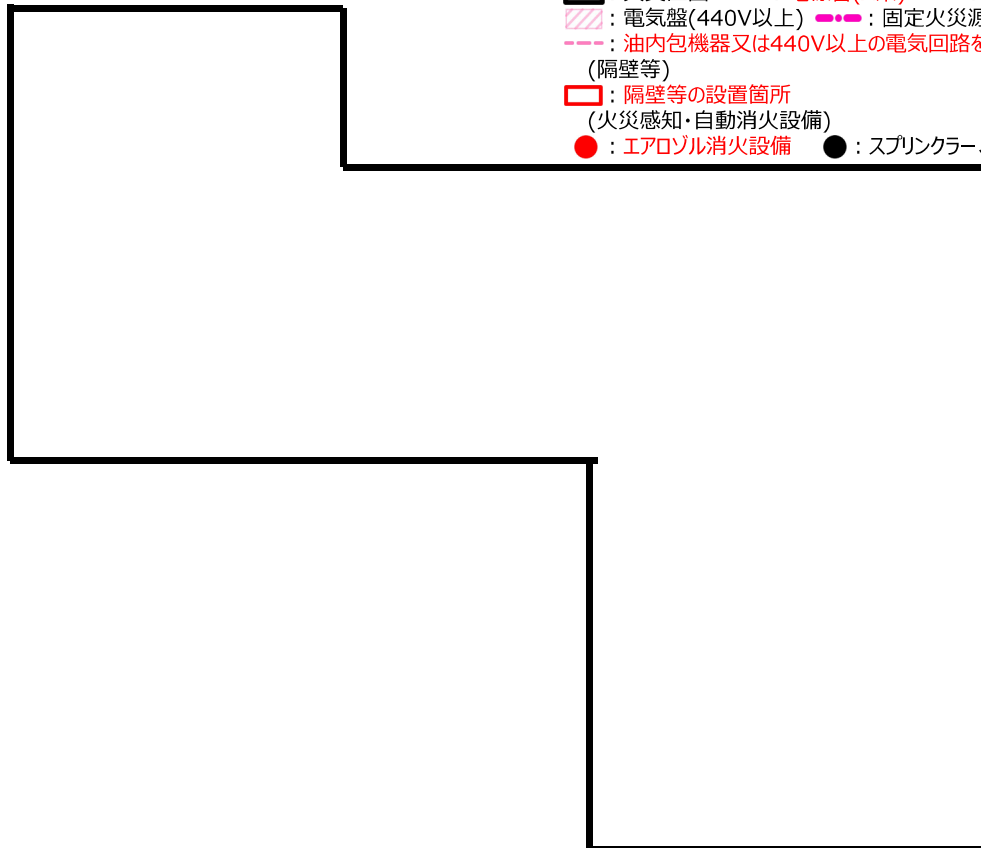 : 電気盤(440V以上) : 固定火災源
: 油内包機器又は440V以上の電気回路を
(隔壁等)
: 隔壁等の設置箇所
(火災感知・自動消火設備)
: エアロゾル消火設備 : スプリンクラー